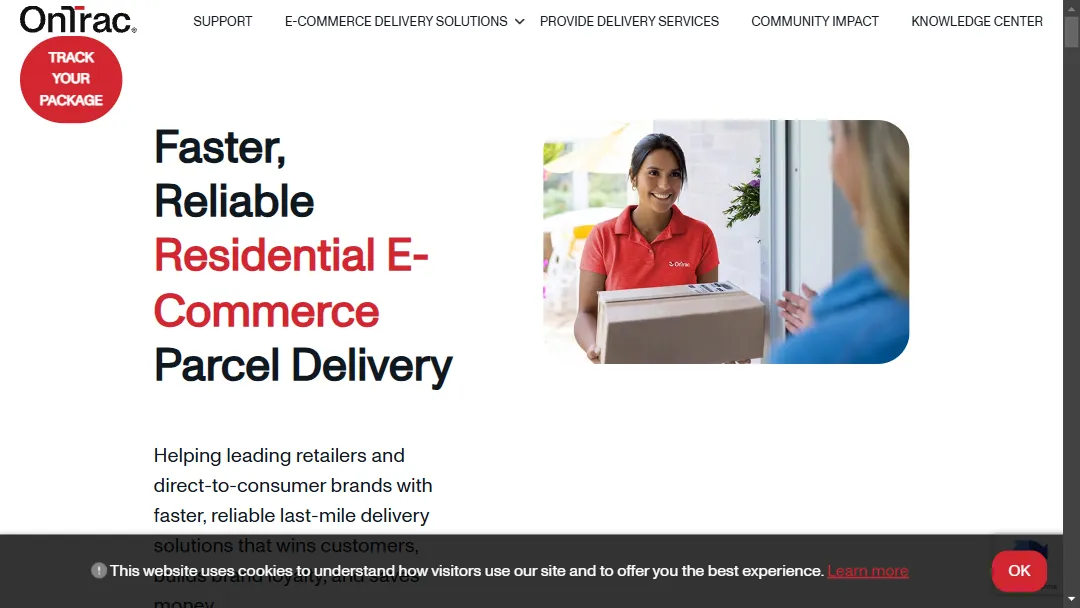 OnTrac
SUPPORT
E-COMMERCE DELIVERY SOLUTIONS
PROVIDE DELIVERY SERVICES
COMMUNITY IMPACT
KNOWLEDGE CENTER
TRACK
YOUR
PACKAGE
Faster,
Reliable
Residential E-
Commerce
Parcel Delivery
OnTrac
Helping leading retailers and
direct-to-consumer brands with
faster, reliable last-mile delivery
solutions that wins customers,
builds brand loyalty, and saves
money.
This website uses cookies to understand how visitors use our site and to offer you the best experience. Learn more
OK